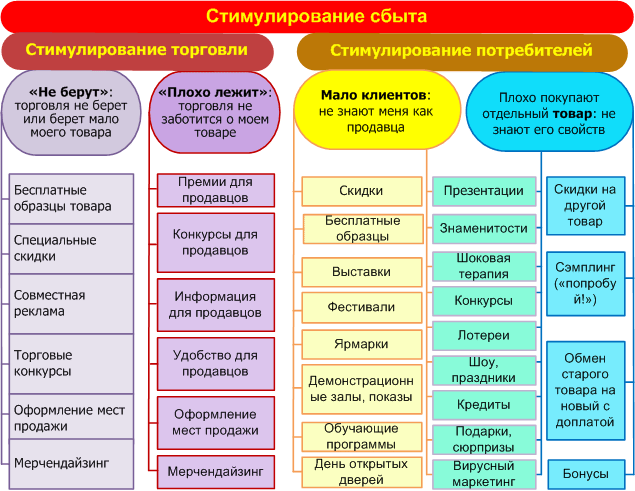 Стимулирование сбыта
Стимулирование торговли
Стимулирование потребителей
«Не берут»:
торговля не берет
или берет мало
моего товара
«Плохо лежит»:
торговля не
заботится о моем
товаре
Мало клиентов:
не знают меня как
продавца
Плохо покупают
отдельный товар: не
знают его свойств
Бесплатные
образцы товара
Специальные
скидки
Совместная
реклама
Торговые
конкурсы
Оформление мест
продажи
Мерчендайзинг
Премии для
продавцов
Конкурсы для
продавцов
Информация
для продавцов
Удобство для
продавцов
Оформление
мест продажи
Мерчендайзинг
Скидки
Бесплатные
образцы
Выставки
Фестивали
Ярмарки
Демонстрационн
ые залы, показы
Обучающие
программы
День открытых
дверей
Презентации
Знаменитости
Шоковая
терапия
Конкурсы
Лотереи
Шоу,
праздники
Кредиты
Подарки,
сюрпризы
Вирусный
маркетинг
Скидки на
другой
товар
Сэмплинг
(«попробу
й!»)
Обмен
старого
товара на
новый с
доплатой
Бонусы